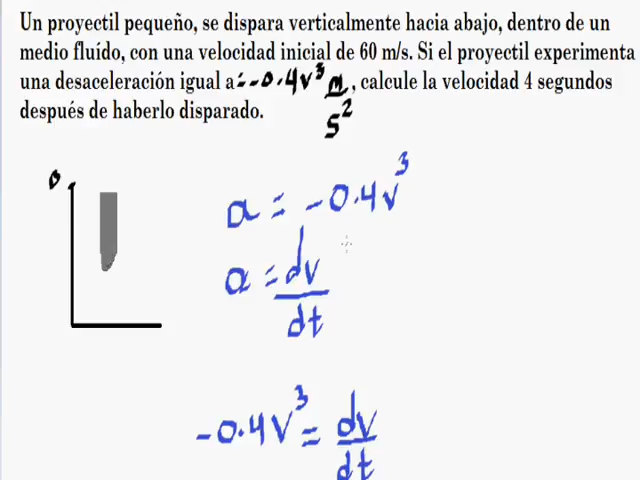 Un proyectil pequeño, se dispara verticalmente hacia abajo, dentro de un
medio fluído, con una velocidad inicial de 60 m/s. Si el proyectil experimenta
una desaceleración igual a=-0.4v³ m/s², calcule la velocidad 4 segundos
después de haberlo disparado.
0
a = -0.4v³
a = dv/dt
-0.4v³ = dv/dt